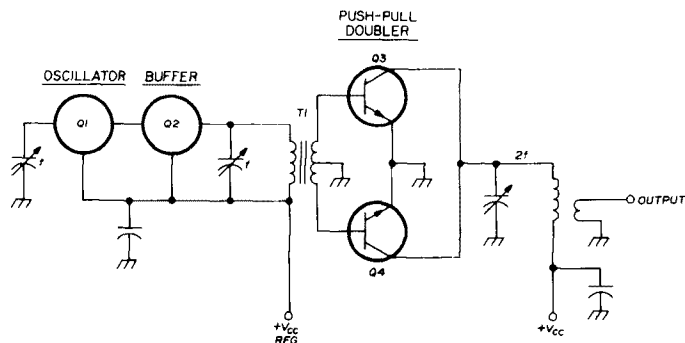 PUSH-PULL
DOUBLER
OSCILLATOR BUFFER
Q3
Q1
Q2
T1
f
f
2f
OUTPUT
Q4
+VCC
REG
+VCC